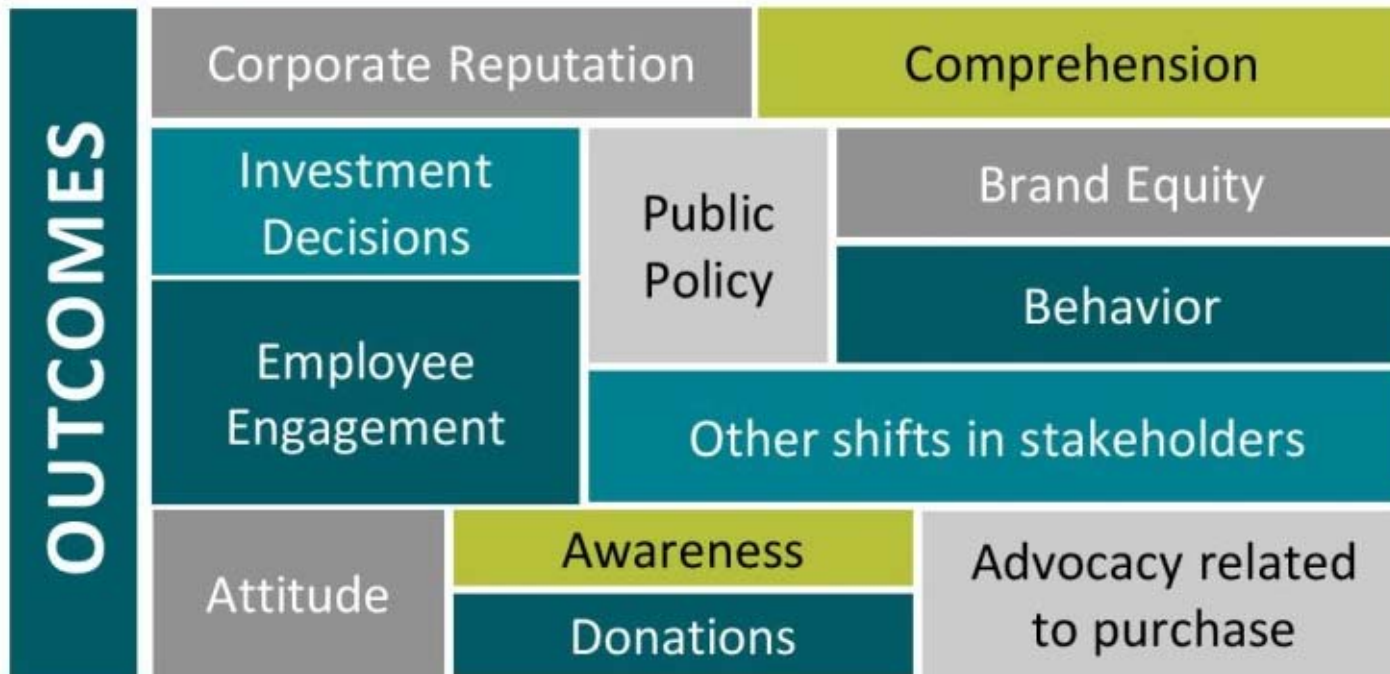 OUTCOMES
Corporate Reputation
Comprehension
Investment
Decisions
Public
Policy
Brand Equity
Behavior
Employee
Engagement
Other shifts in stakeholders
Attitude
Awareness
Donations
Advocacy related
to purchase